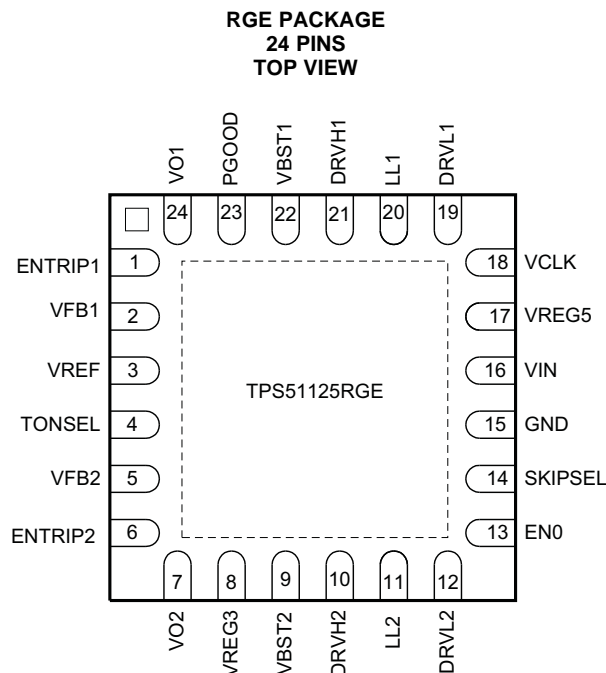 RGE PACKAGE
24 PINS
TOP VIEW
VO1
PGOOD
VBST1
DRVH1
LL1
DRVL1
24
23
22
21
20
19
ENTRIP1
1
18
VCLK
VFB1
2
17
VREG5
VREF
3
16
VIN
TPS51125RGE
TONSEL
4
15
GND
VFB2
5
14
SKIPSEL
ENTRIP2
6
13
EN0
7
8
9
10
11
12
VO2
VREG3
VBST2
DRVH2
LL2
DRVL2